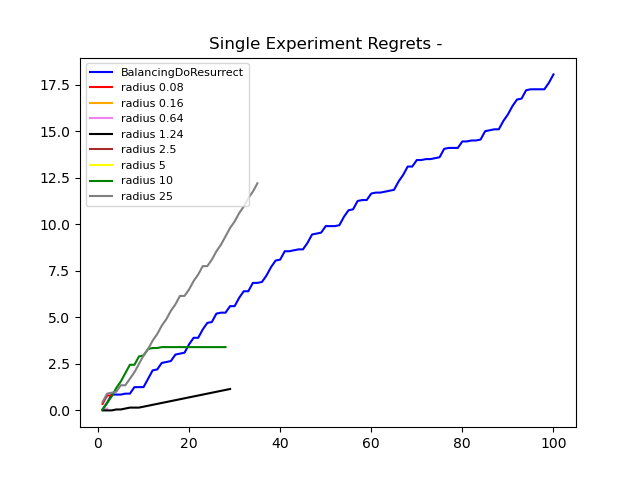 Single Experiment Regrets -
BalancingDoResurrect
radius 0.08
radius 0.16
radius 0.64
radius 1.24
radius 2.5
radius 5
radius 10
radius 25
17.5
15.0
12.5
10.0
7.5
5.0
2.5
0.0
0 20 40 60 80 100